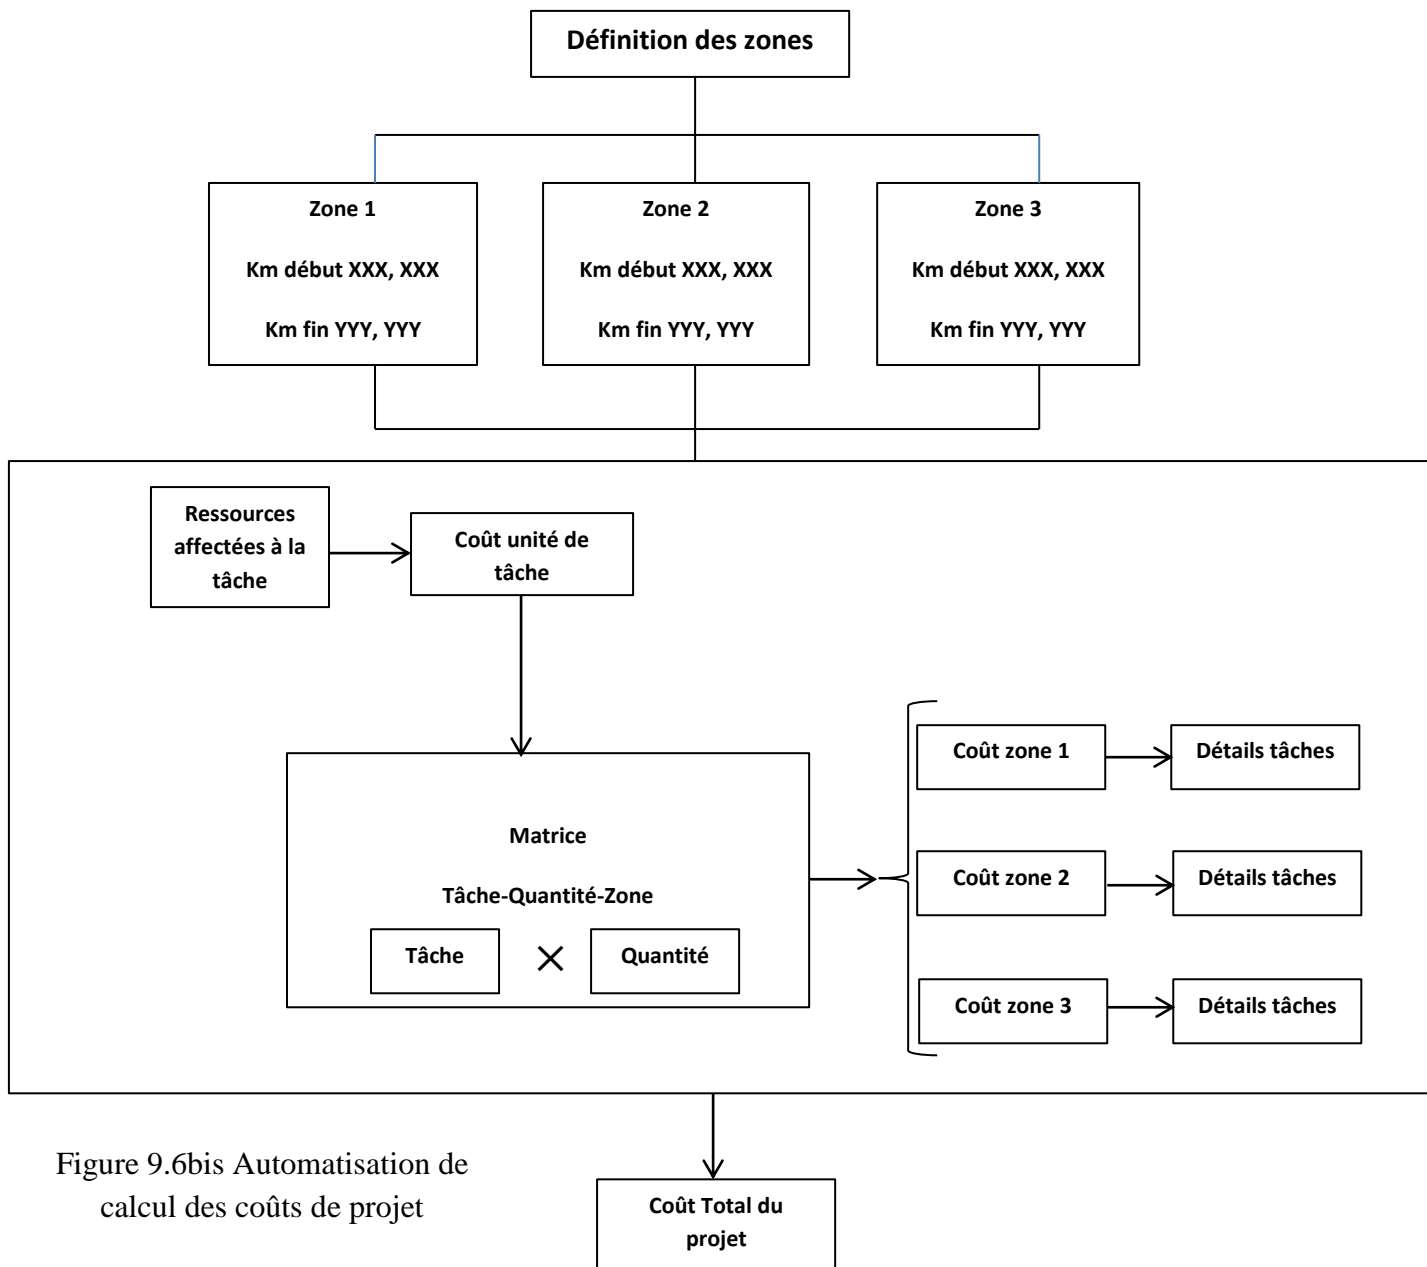 Définition des zones
Zone 1
Km début XXX, XXX
Km fin YYY, YYY
Zone 2
Km début XXX, XXX
Km fin YYY, YYY
Zone 3
Km début XXX, XXX
Km fin YYY, YYY
Ressources
affectées à la
tâche
Coût unité de
tâche
Matrice
Tâche-Quantité-Zone
Tâche
×
Quantité
Coût zone 1
Détails tâches
Coût zone 2
Détails tâches
Coût zone 3
Détails tâches
Figure 9.6bis Automatisation de
calcul des coûts de projet
Coût Total du
projet